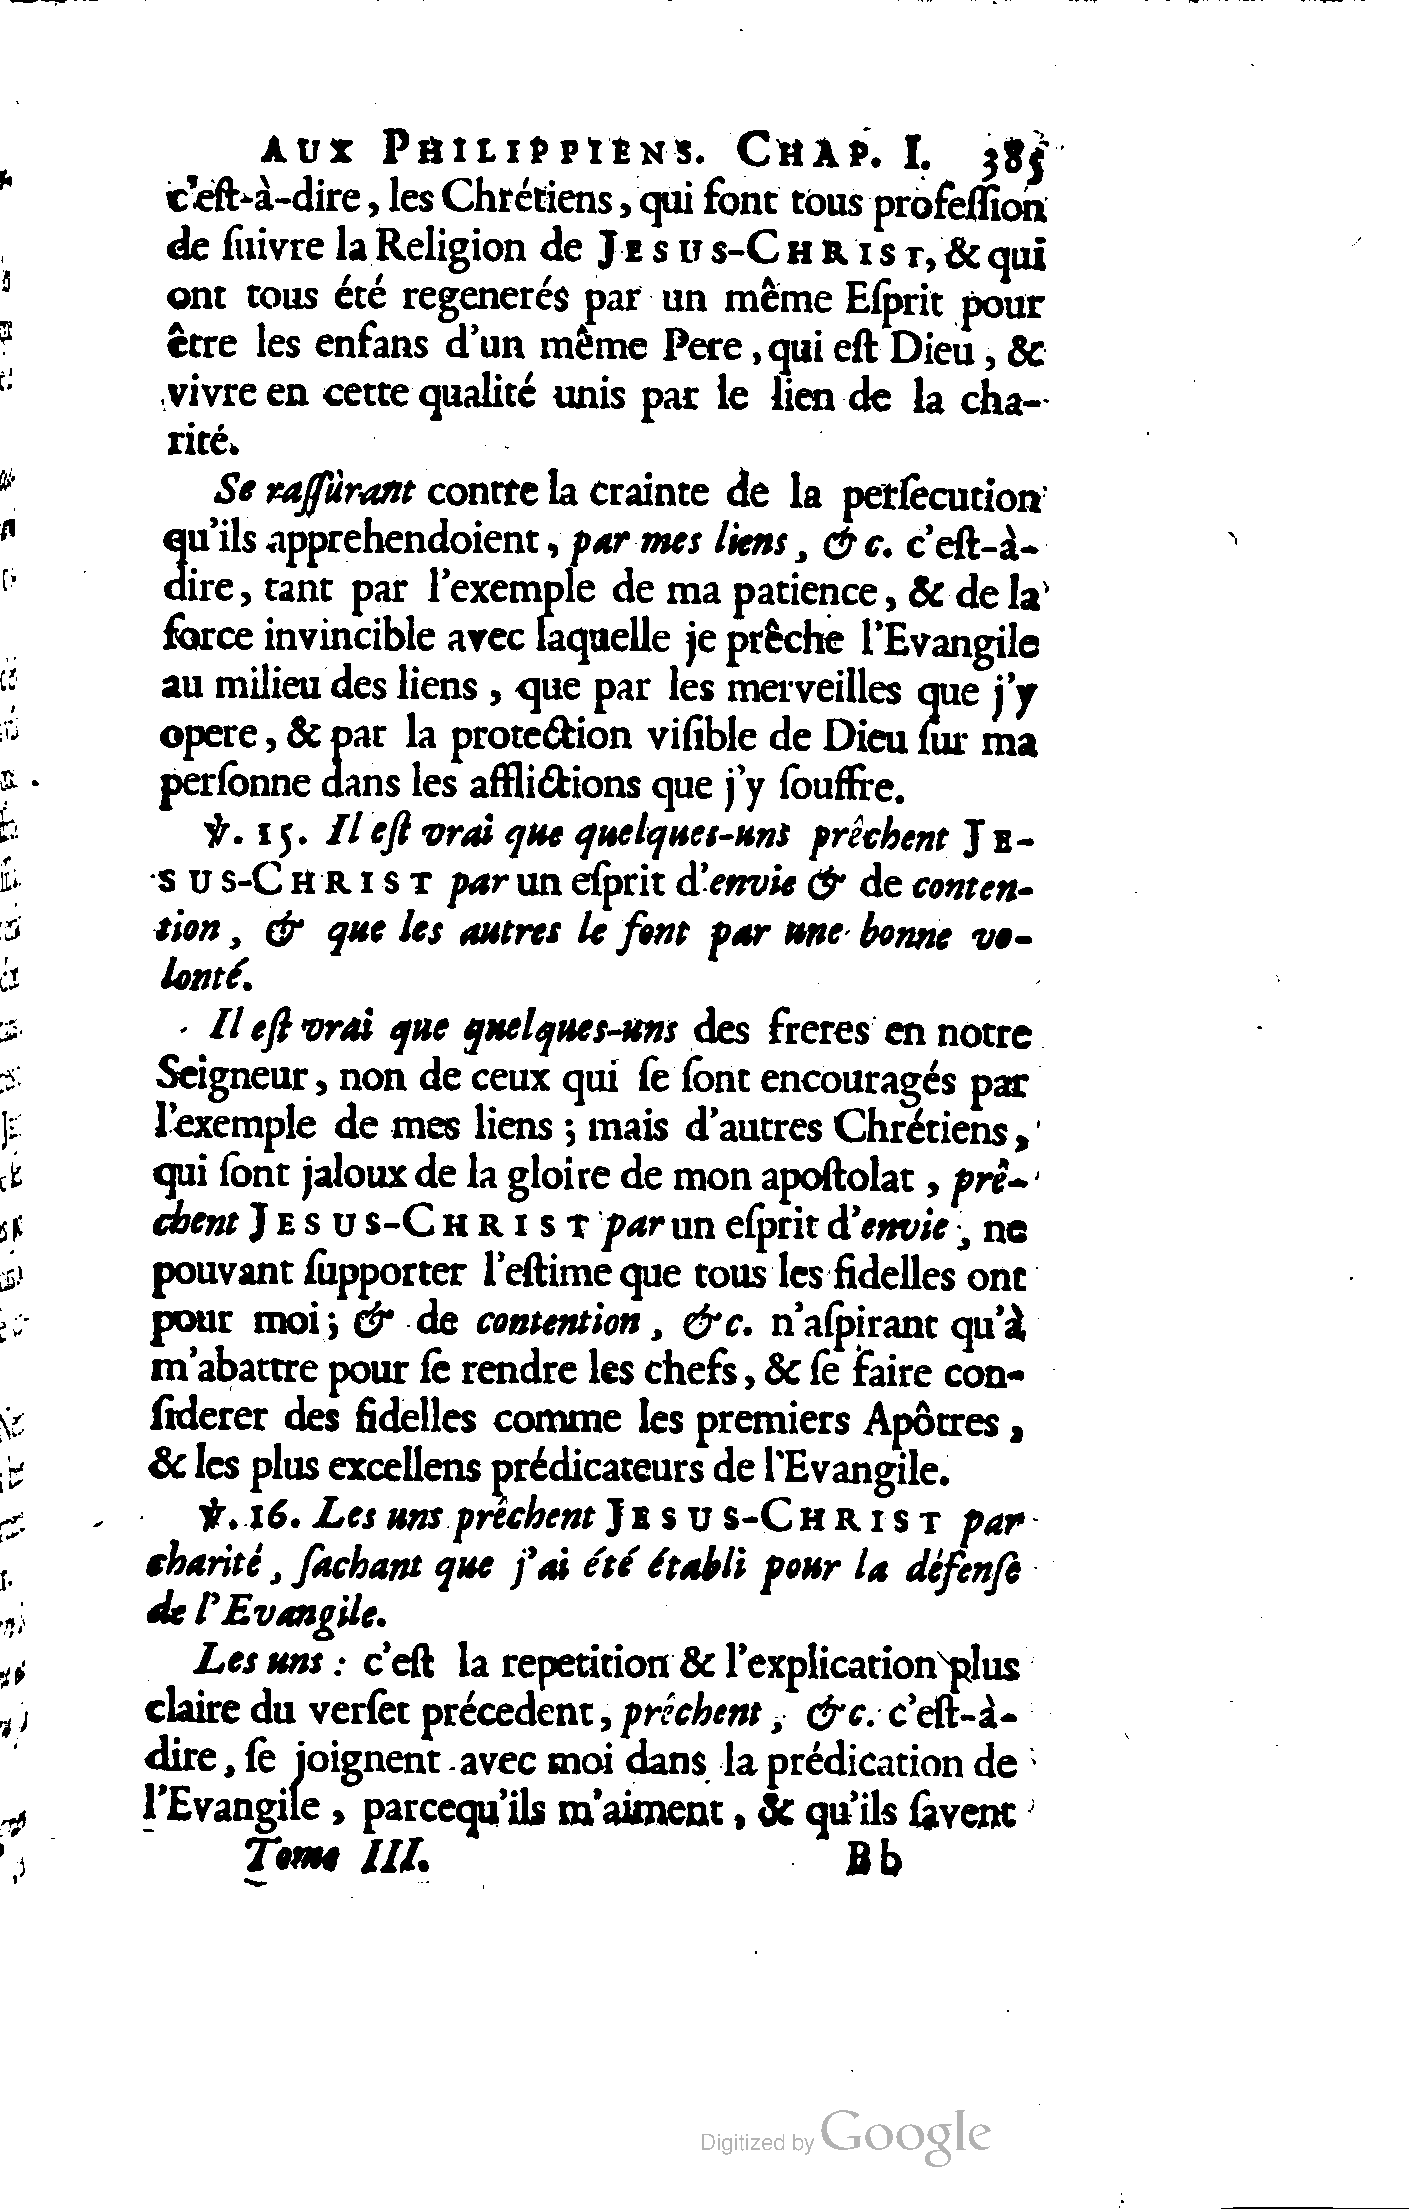 AUX PHILIPPIENS. CHAP. I. 385
c'eſt-à-dire, les Chrétiens, qui font tous profeſſion
de ſuivre la Religion de JESUS-CHRIST, & qui
ont tous été regenerés par un même Eſprit pour
être les enfans d'un même Pere, qui eſt Dieu, &
vivre en cette qualité unis par le lien de la cha-
rité.
Se raſſûrant contre la crainte de la perſecution
qu'ils apprehendoient, par mes liens, &c. c'eſt-à-
dire, tant par l'exemple de ma patience, & de la
force invincible avec laquelle je prêche l'Evangile
au milieu des liens, que par les merveilles que j'y
opere, & par la protection viſible de Dieu ſur ma
perſonne dans les afflictions que j'y ſouffre.
℣. 15. Il eſt vrai que quelques-uns prêchent JE-
SUS-CHRIST par un eſprit d'envie & de conten-
tion, & que les autres le font par une bonne vo-
lonté.
Il eſt vrai que quelques-uns des freres en notre
Seigneur, non de ceux qui ſe ſont encouragés par
l'exemple de mes liens ; mais d'autres Chrétiens,
qui ſont jaloux de la gloire de mon apoſtolat, prê-
chent JESUS-CHRIST par un eſprit d'envie ; ne
pouvant ſupporter l'eſtime que tous les fidelles ont
pour moi ; & de contention, &c. n'aſpirant qu'à
m'abattre pour ſe rendre les chefs, & ſe faire con-
ſiderer des fidelles comme les premiers Apôtres,
& les plus excellens prédicateurs de l'Evangile.
℣. 16. Les uns prêchent JESUS-CHRIST par
charité, ſachant que j'ai été établi pour la défenſe
de l'Evangile.
Les uns : c'eſt la repetition & l'explication plus
claire du verſet précedent, prêchent, &c. c'eſt-à-
dire, ſe joignent avec moi dans la prédication de
l'Evangile, parcequ'ils m'aiment, & qu'ils ſavent
Tome III. Bb
Digitized by Google